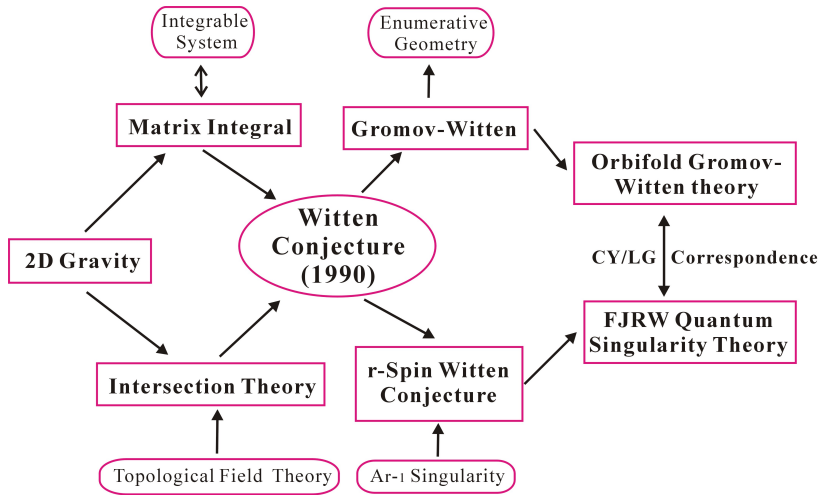 Integrable
System
Enumerative
Geometry
Matrix Integral
Gromov-Witten
Orbifold Gromov-
Witten theory
Witten
Conjecture
(1990)
2D Gravity
CY/LG Correspondence
FJRW Quantum
Singularity Theory
Intersection Theory
r-Spin Witten
Conjecture
Topological Field Theory
Ar-1 Singularity